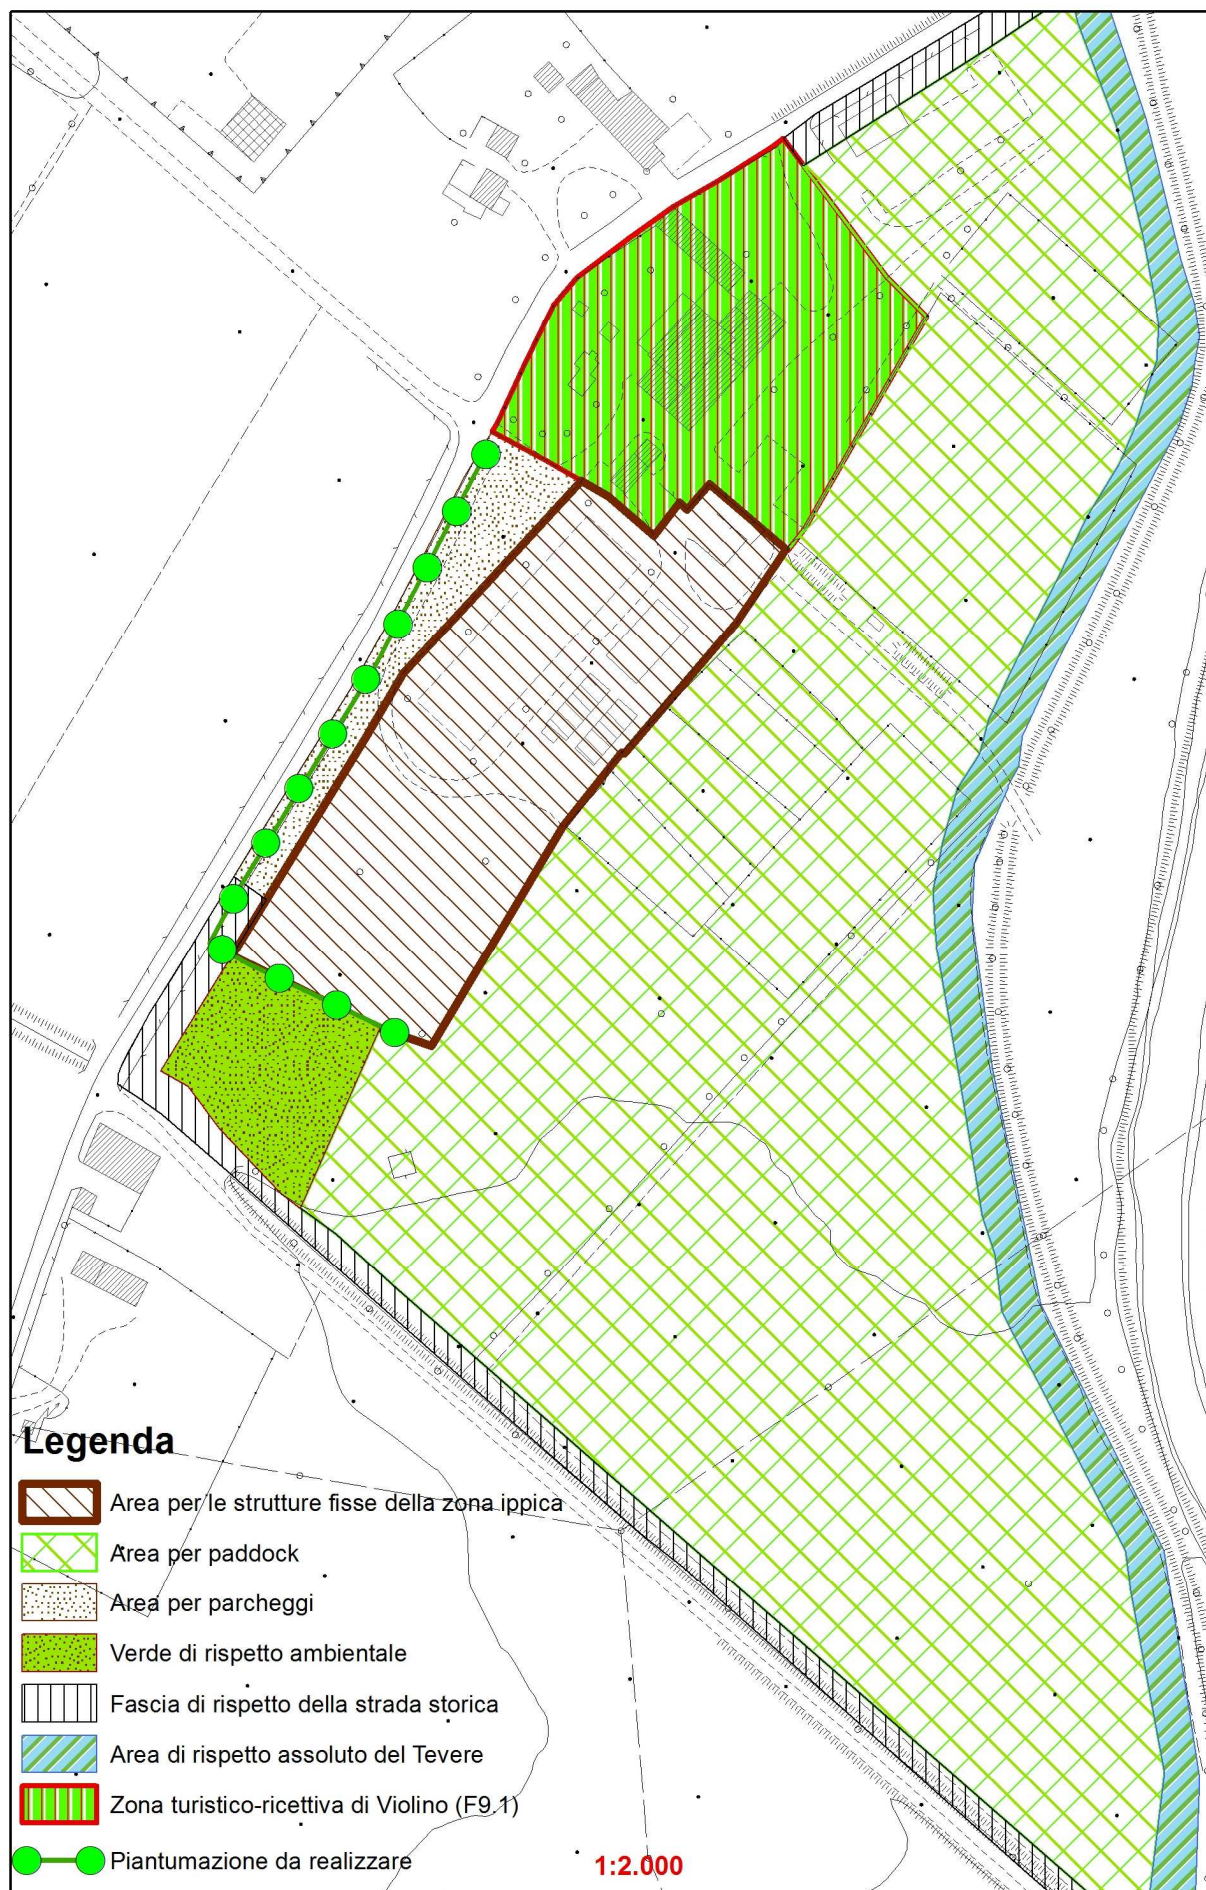 Legenda
Area per le strutture fisse della zona ippica
Area per paddock
Area per parcheggi
Verde di rispetto ambientale
Fascia di rispetto della strada storica
Area di rispetto assoluto del Tevere
Zona turistico-ricettiva di Violino (F9.1)
Piantumazione da realizzare
1:2.000